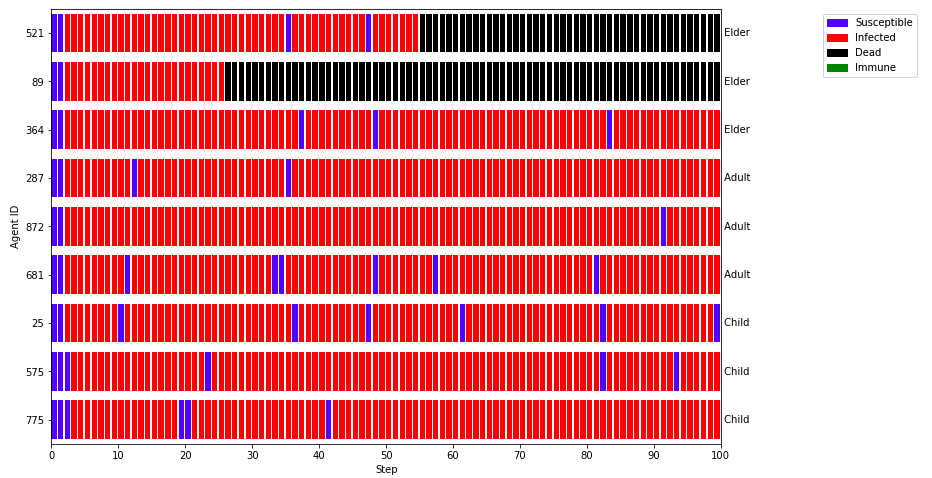 521 Elder
89 Elder
364 Elder
287 Adult
872 Adult
681 Adult
25 Child
575 Child
775 Child
Agent ID
0 10 20 30 40 50 60 70 80 90 100
Step
Susceptible
Infected
Dead
Immune